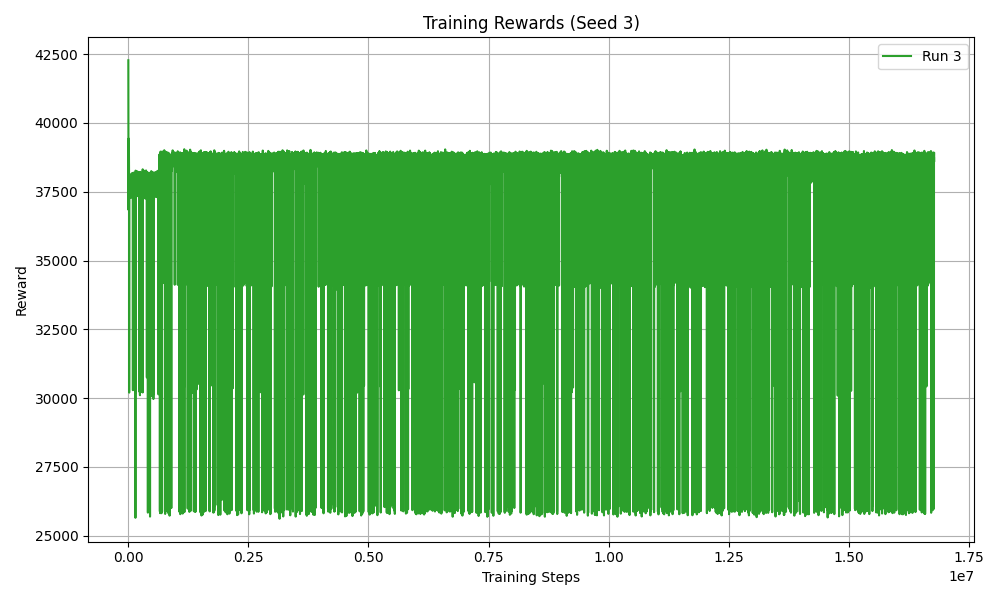 Training Rewards (Seed 3)
Run 3
Reward
42500
40000
37500
35000
32500
30000
27500
25000
0.00 0.25 0.50 0.75 1.00 1.25 1.50 1.75
1e7
Training Steps